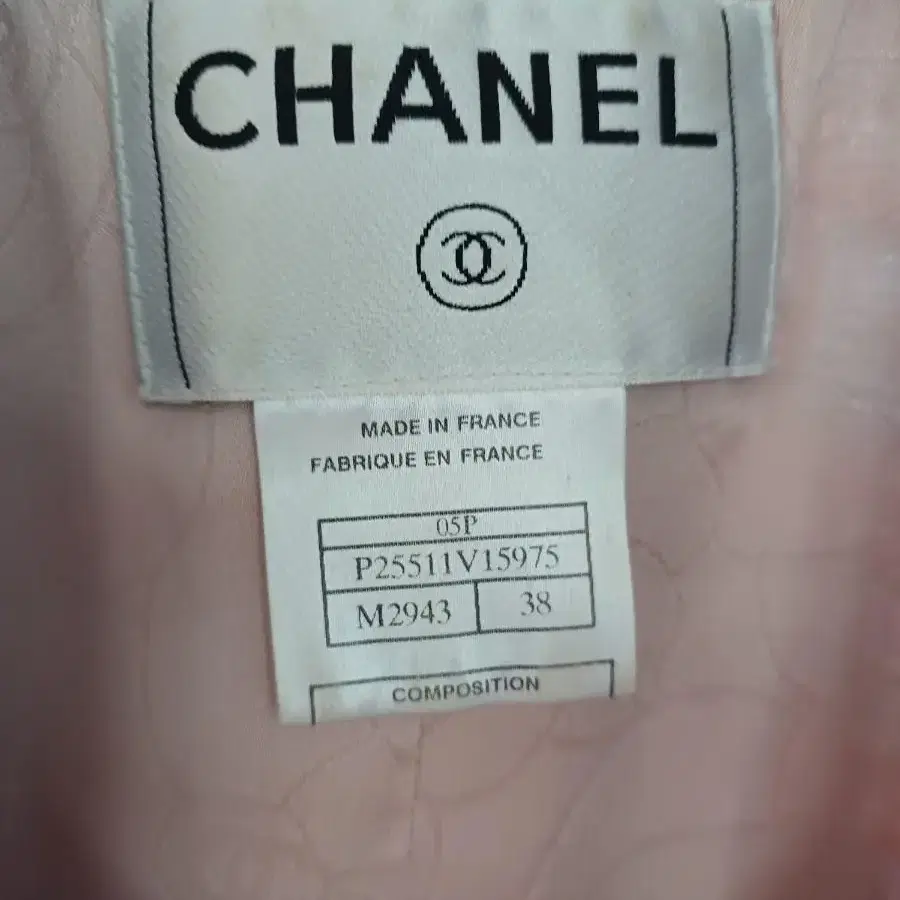 CHANEL
MADE IN FRANCE
FABRIQUE EN FRANCE
05P
P25511V15975
M2943 38
COMPOSITION